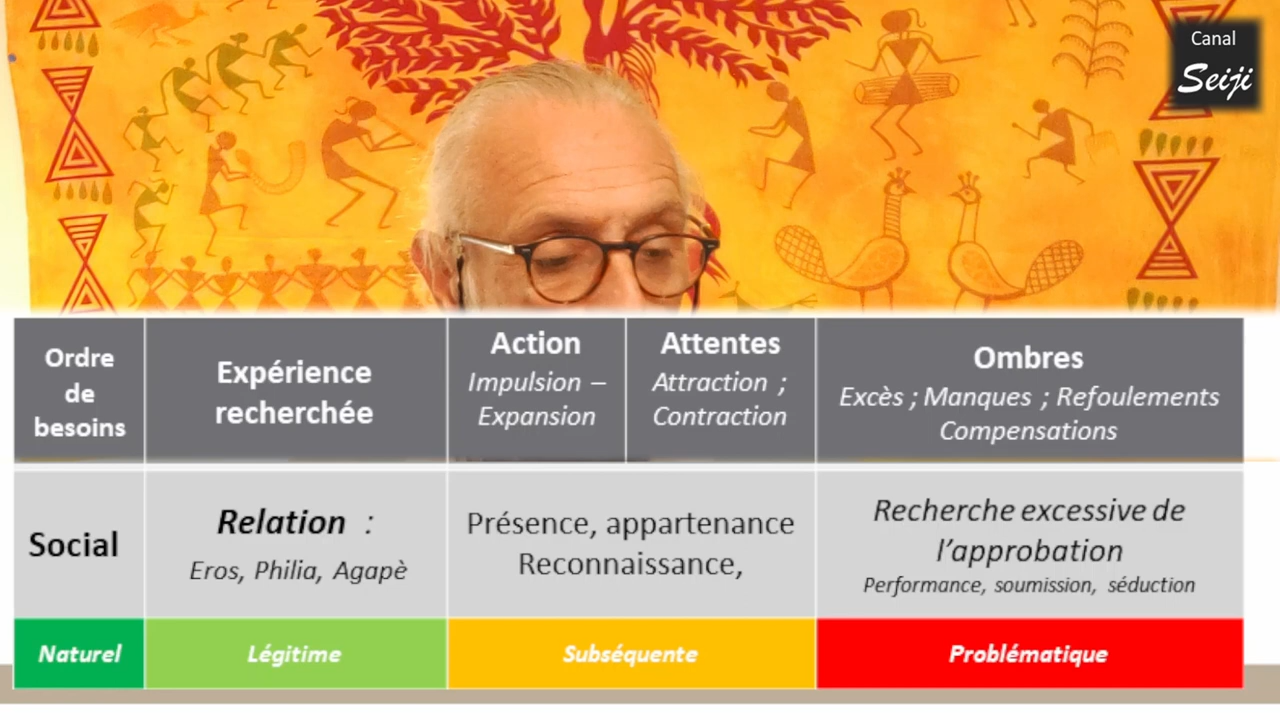 Canal
Seiji
Ordre
de
besoins
Expérience
recherchée
Action
Impulsion –
Expansion
Attentes
Attraction ;
Contraction
Ombres
Excès ; Manques ; Refoulements
Compensations
Social
Relation :
Eros, Philia, Agapè
Présence, appartenance
Reconnaissance,
Recherche excessive de
l’approbation
Performance, soumission, séduction
Naturel
Légitime
Subséquente
Problématique